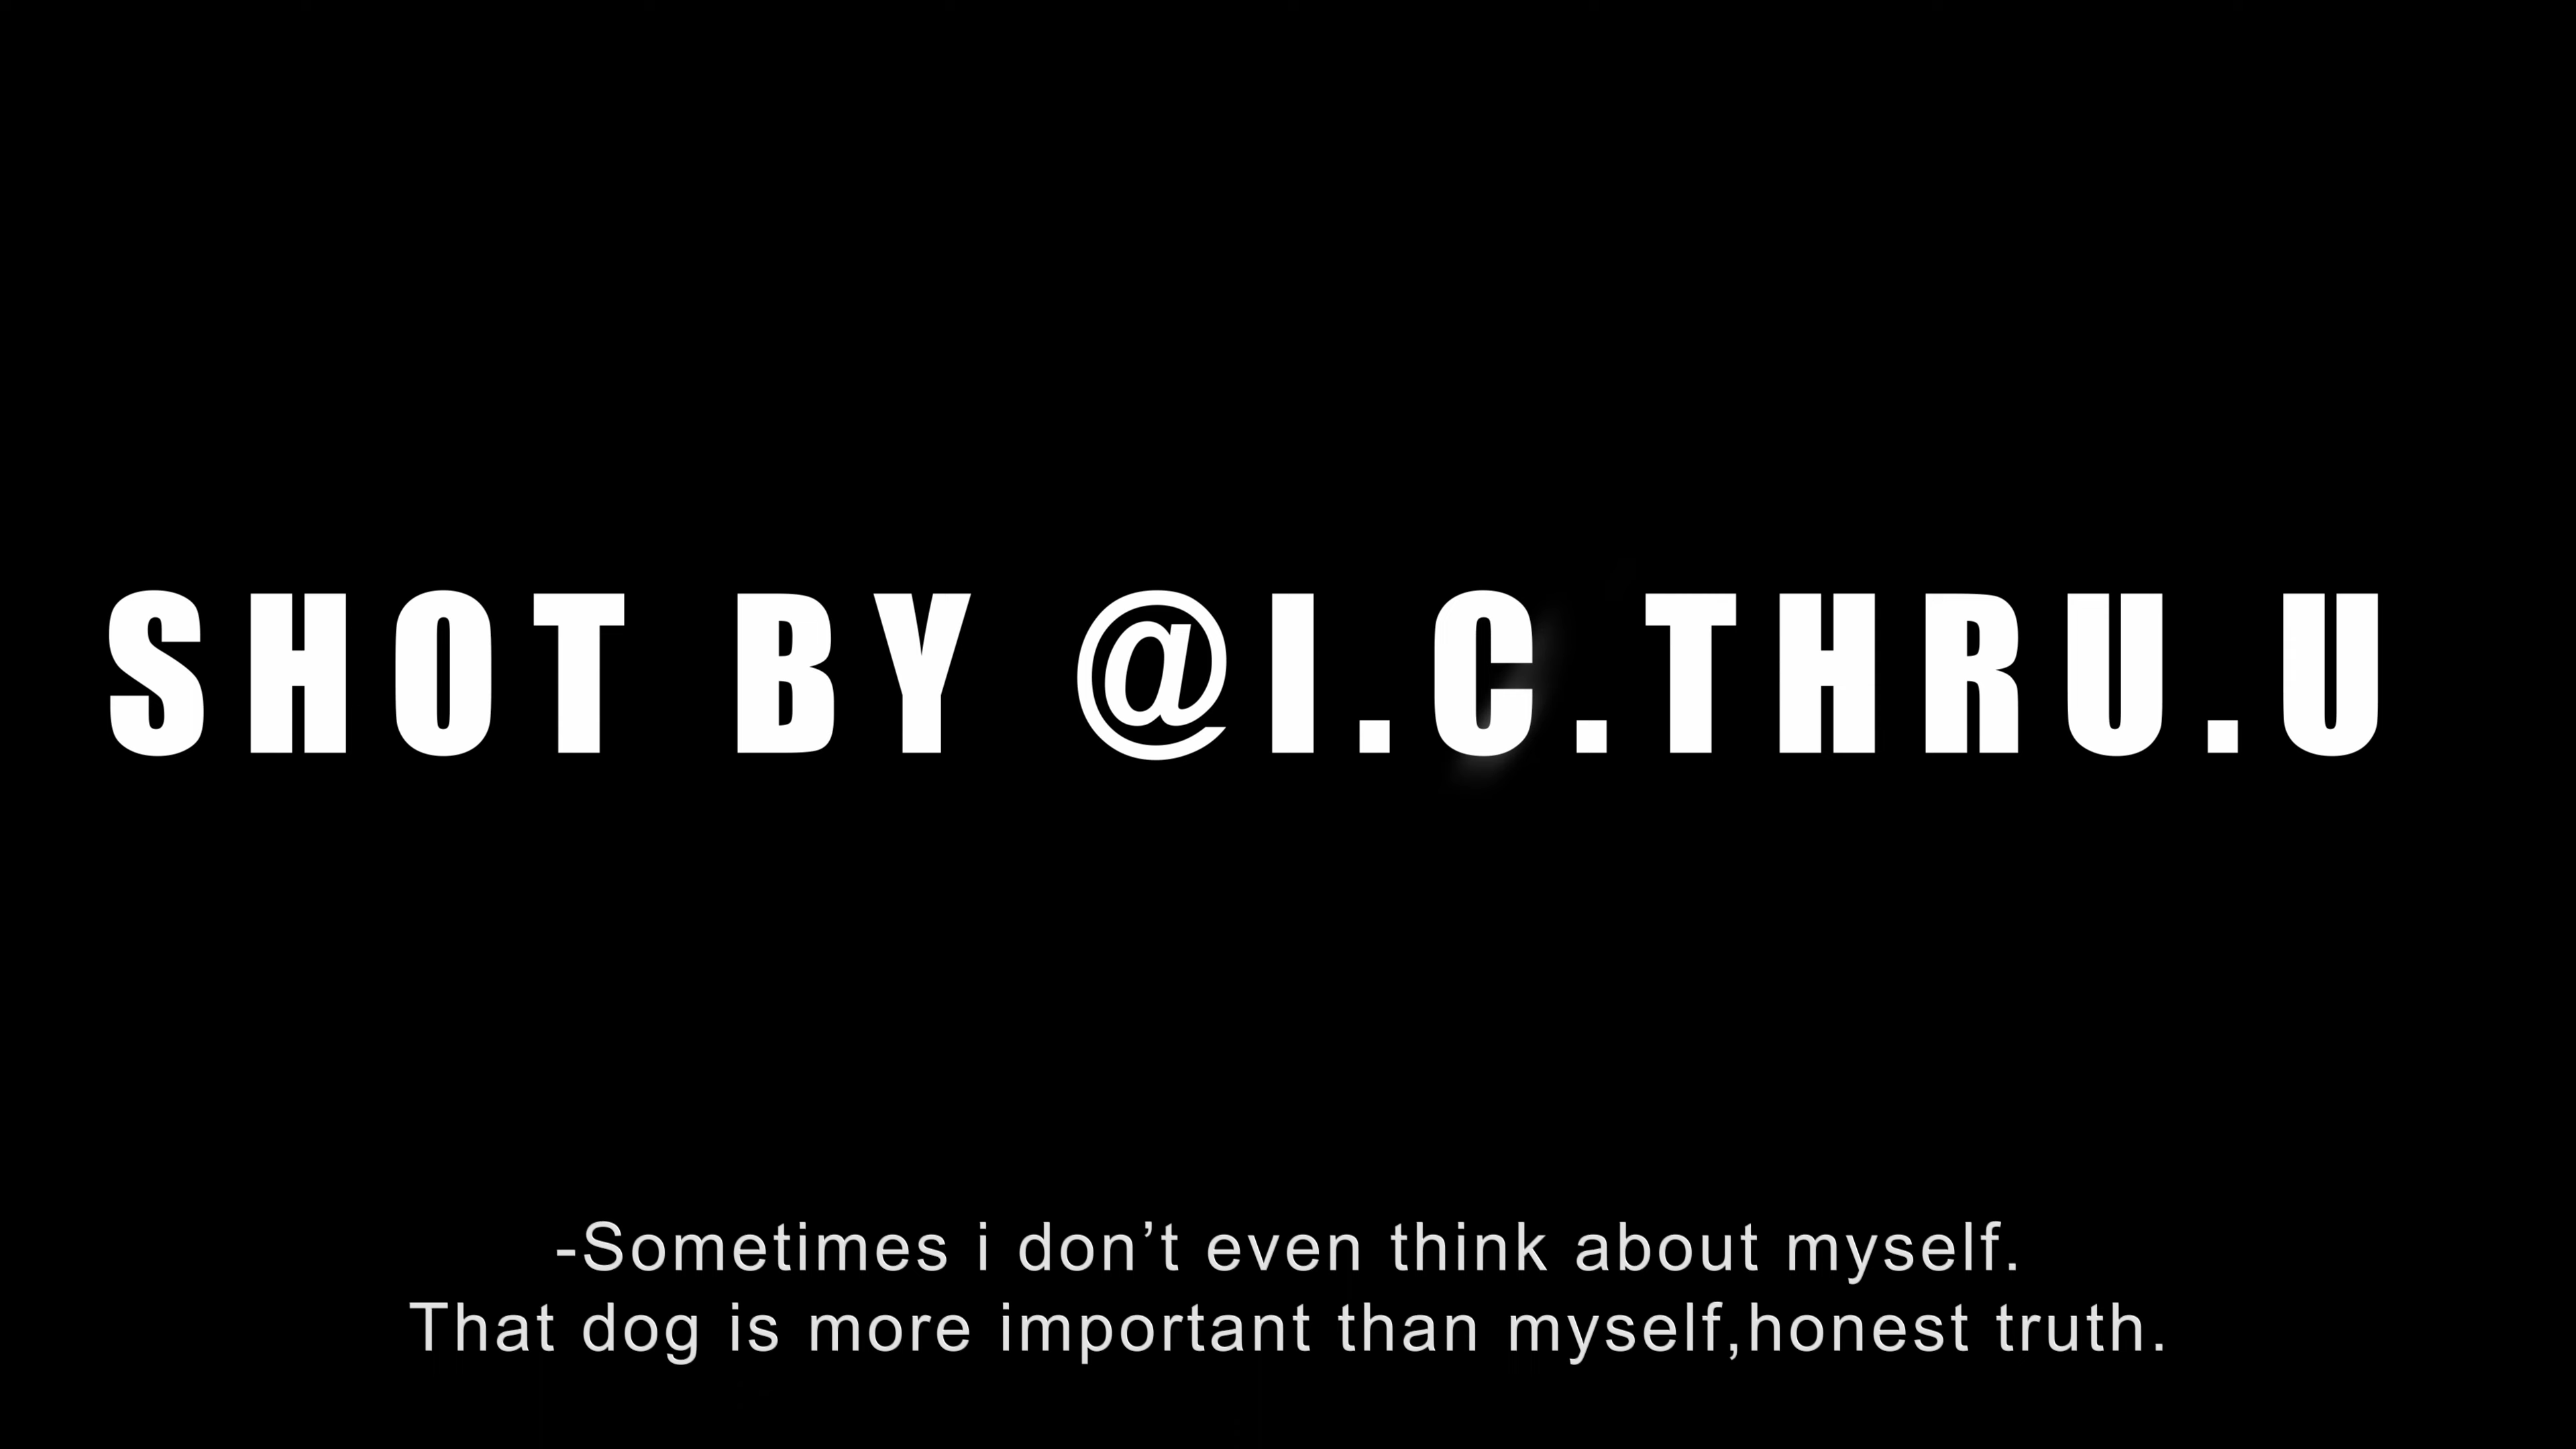 SHOT BY @I.C.THRU.U
-Sometimes i don’t even think about myself.
That dog is more important than myself,honest truth.